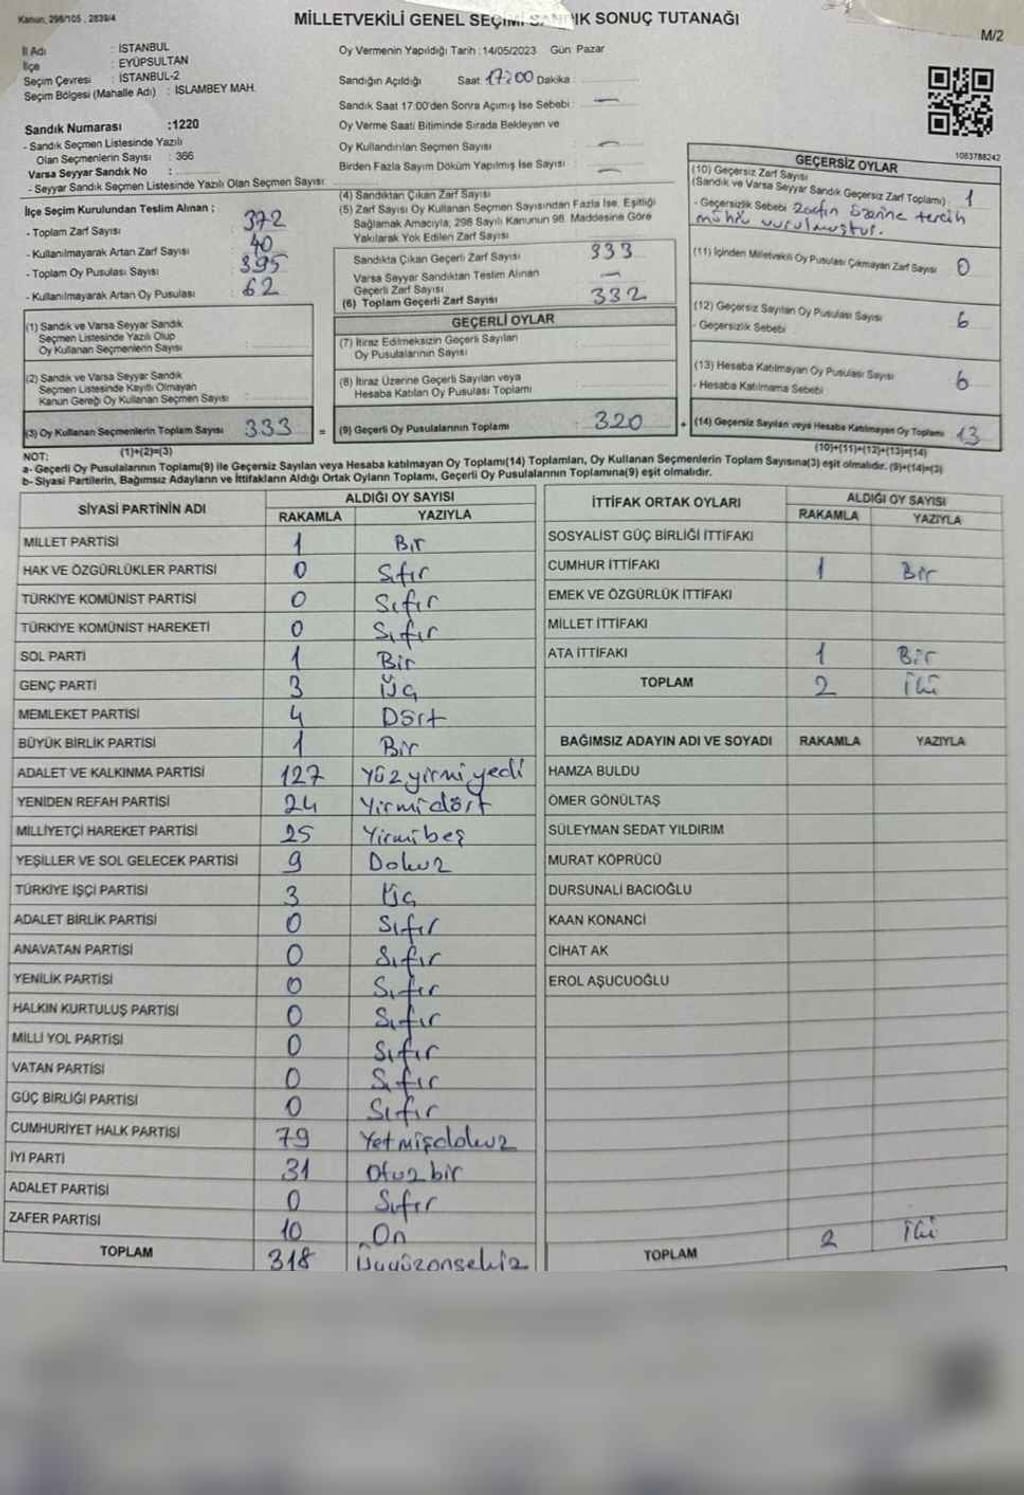 Kanun, 298/105, 2839/4
MİLLETVEKİLİ GENEL SEÇİMİ SANDIK SONUÇ TUTANAĞI
M/2
İl Adı : İSTANBUL
İlçe : EYÜPSULTAN
Seçim Çevresi : İSTANBUL-2
Seçim Bölgesi (Mahalle Adı) : İSLAMBEY MAH.
Sandık Numarası :1220
- Sandık Seçmen Listesinde Yazılı
Olan Seçmenlerin Sayısı : 366
Varsa Seyyar Sandık No :
- Seyyar Sandık Seçmen Listesinde Yazılı Olan Seçmen Sayısı:
İlçe Seçim Kurulundan Teslim Alınan ;
- Toplam Zarf Sayısı : 372
- Kullanılmayarak Artan Zarf Sayısı : 40
- Toplam Oy Pusulası Sayısı : 395
- Kullanılmayarak Artan Oy Pusulası : 62
(1) Sandık ve Varsa Seyyar Sandık
Seçmen Listesinde Yazılı Olup
Oy Kullanan Seçmenlerin Sayısı :
(2) Sandık ve Varsa Seyyar Sandık
Seçmen Listesinde Kayıtlı Olmayan
Kanun Gereği Oy Kullanan Seçmen Sayısı:
(3) Oy Kullanan Seçmenlerin Toplam Sayısı 333
(1)+(2)=(3)
Oy Vermenin Yapıldığı Tarih :14/05/2023 Gün: Pazar
Sandığın Açıldığı Saat: 17:00 Dakika:
Sandık Saat 17:00'den Sonra Açımış İse Sebebi : —
Oy Verme Saati Bitiminde Sırada Bekleyen ve
Oy Kullandırılan Seçmen Sayısı : —
Birden Fazla Sayım Döküm Yapılmış İse Sayısı : —
(4) Sandıktan Çıkan Zarf Sayısı :
(5) Zarf Sayısı Oy Kullanan Seçmen Sayısından Fazla İse, Eşitliği
Sağlamak Amacıyla, 298 Sayılı Kanunun 98. Maddesine Göre
Yakılarak Yok Edilen Zarf Sayısı :
Sandıkta Çıkan Geçerli Zarf Sayısı : 333
Varsa Seyyar Sandıktan Teslim Alınan
Geçerli Zarf Sayısı : —
(6) Toplam Geçerli Zarf Sayısı : 332
GEÇERLİ OYLAR
(7) İtiraz Edilmeksizin Geçerli Sayılan
Oy Pusulalarının Sayısı :
(8) İtiraz Üzerine Geçerli Sayılan veya
Hesaba Katılan Oy Pusulası Toplamı :
= (9) Geçerli Oy Pusulalarının Toplamı : 320 +
1063788242
GEÇERSİZ OYLAR
(10) Geçersiz Zarf Sayısı
(Sandık ve Varsa Seyyar Sandık Geçersiz Zarf Toplamı) : 1
- Geçersizlik Sebebi Zarfın üzerine tercih
mührü vurulmuştur.
(11) İçinden Milletvekili Oy Pusulası Çıkmayan Zarf Sayısı : 0
(12) Geçersiz Sayılan Oy Pusulası Sayısı : 6
- Geçersizlik Sebebi
(13) Hesaba Katılmayan Oy Pusulası Sayısı : 6
- Hesaba Katılmama Sebebi
(14) Geçersiz Sayılan veya Hesaba Katılmayan Oy Toplamı 13
(10)+(11)+(12)+(13)=(14)
NOT:
a- Geçerli Oy Pusulalarının Toplamı(9) ile Geçersiz Sayılan veya Hesaba katılmayan Oy Toplamı(14) Toplamları, Oy Kullanan Seçmenlerin Toplam Sayısına(3) eşit olmalıdır. (9)+(14)=(3)
b- Siyasi Partilerin, Bağımsız Adayların ve İttifakların Aldığı Ortak Oyların Toplamı, Geçerli Oy Pusulalarının Toplamına(9) eşit olmalıdır.
SİYASİ PARTİNİN ADI
ALDIĞI OY SAYISI
RAKAMLA YAZIYLA
MİLLET PARTİSİ 1 Bir
HAK VE ÖZGÜRLÜKLER PARTİSİ 0 Sıfır
TÜRKİYE KOMÜNİST PARTİSİ 0 Sıfır
TÜRKİYE KOMÜNİST HAREKETİ 0 Sıfır
SOL PARTİ 1 Bir
GENÇ PARTİ 3 Üç
MEMLEKET PARTİSİ 4 Dört
BÜYÜK BİRLİK PARTİSİ 1 Bir
ADALET VE KALKINMA PARTİSİ 127 Yüzyirmiyedi
YENİDEN REFAH PARTİSİ 24 Yirmidört
MİLLİYETÇİ HAREKET PARTİSİ 25 Yirmibeş
YEŞİLLER VE SOL GELECEK PARTİSİ 9 Dokuz
TÜRKİYE İŞÇİ PARTİSİ 3 Üç
ADALET BİRLİK PARTİSİ 0 Sıfır
ANAVATAN PARTİSİ 0 Sıfır
YENİLİK PARTİSİ 0 Sıfır
HALKIN KURTULUŞ PARTİSİ 0 Sıfır
MİLLİ YOL PARTİSİ 0 Sıfır
VATAN PARTİSİ 0 Sıfır
GÜÇ BİRLİĞİ PARTİSİ 0 Sıfır
CUMHURİYET HALK PARTİSİ 79 Yetmişdokuz
İYİ PARTİ 31 Otuzbir
ADALET PARTİSİ 0 Sıfır
ZAFER PARTİSİ 10 On
TOPLAM 318 Üçyüzonsekiz
İTTİFAK ORTAK OYLARI
ALDIĞI OY SAYISI
RAKAMLA YAZIYLA
SOSYALİST GÜÇ BİRLİĞİ İTTİFAKI
CUMHUR İTTİFAKI 1 Bir
EMEK VE ÖZGÜRLÜK İTTİFAKI
MİLLET İTTİFAKI
ATA İTTİFAKI 1 Bir
TOPLAM 2 İki
BAĞIMSIZ ADAYIN ADI VE SOYADI RAKAMLA YAZIYLA
HAMZA BULDU
ÖMER GÖNÜLTAŞ
SÜLEYMAN SEDAT YILDIRIM
MURAT KÖPRÜCÜ
DURSUNALİ BACIOĞLU
KAAN KONANCİ
CİHAT AK
EROL AŞUCUOĞLU
TOPLAM 2 İki